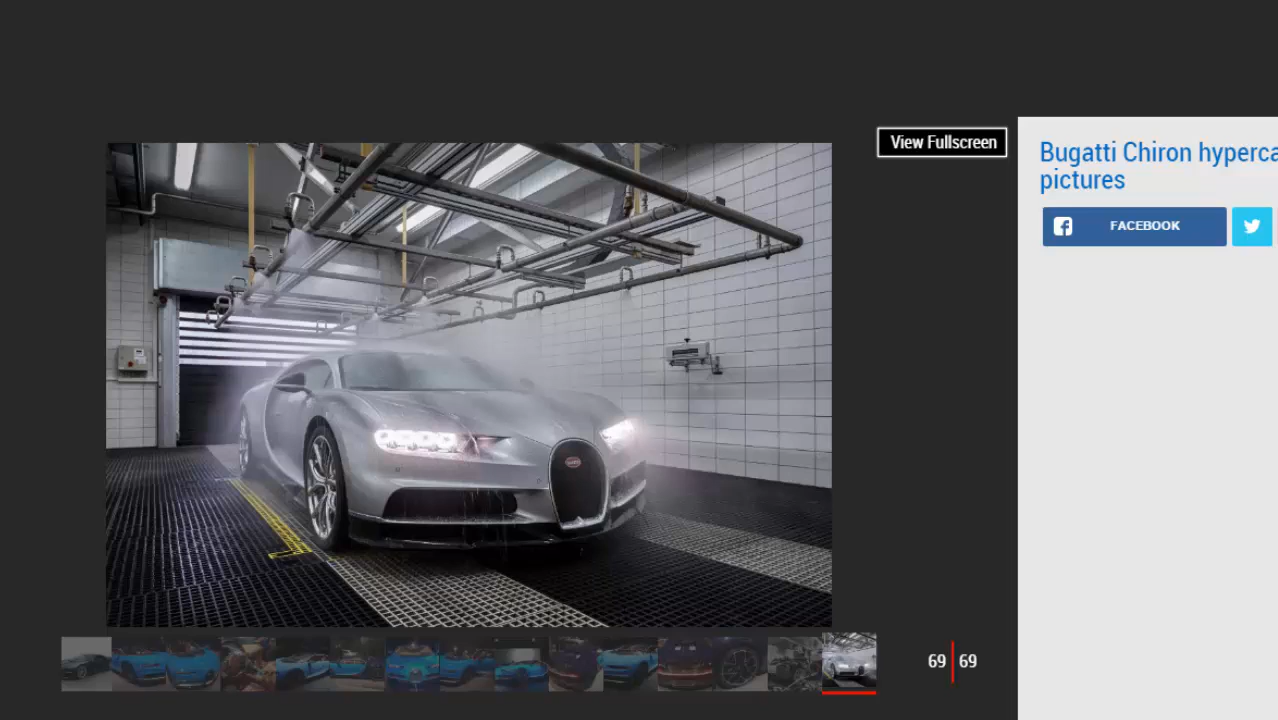 View Fullscreen
Bugatti Chiron hyperca
pictures
FACEBOOK
69 69